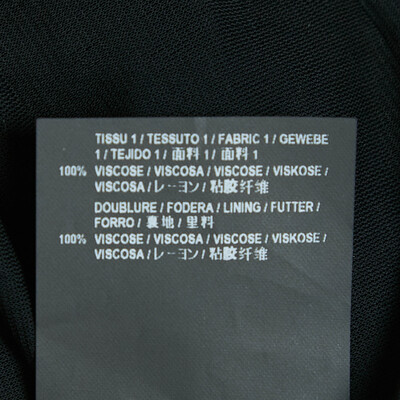 TISSU 1 / TESSUTO 1 / FABRIC 1 / GEWEBE
1 / TEJIDO 1 / 面料 1 / 面料 1
100% VISCOSE / VISCOSA / VISCOSE / VISKOSE /
VISCOSA / レーヨン / 粘胶纤维
DOUBLURE / FODERA / LINING / FUTTER /
FORRO / 裏地 / 里料
100% VISCOSE / VISCOSA / VISCOSE / VISKOSE /
VISCOSA / レーヨン / 粘胶纤维